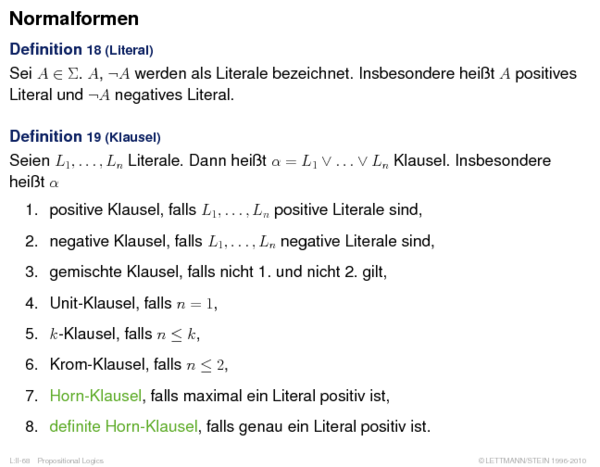 Normalformen
Definition 18 (Literal)
Sei A ∈ Σ. A, ¬A werden als Literale bezeichnet. Insbesondere heißt A positives
Literal und ¬A negatives Literal.
Definition 19 (Klausel)
Seien L₁, . . . , Lₙ Literale. Dann heißt α = L₁ ∨ . . . ∨ Lₙ Klausel. Insbesondere
heißt α
1. positive Klausel, falls L₁, . . . , Lₙ positive Literale sind,
2. negative Klausel, falls L₁, . . . , Lₙ negative Literale sind,
3. gemischte Klausel, falls nicht 1. und nicht 2. gilt,
4. Unit-Klausel, falls n = 1,
5. k-Klausel, falls n ≤ k,
6. Krom-Klausel, falls n ≤ 2,
7. Horn-Klausel, falls maximal ein Literal positiv ist,
8. definite Horn-Klausel, falls genau ein Literal positiv ist.
L:II-68 Propositional Logics © LETTMANN/STEIN 1996-2010